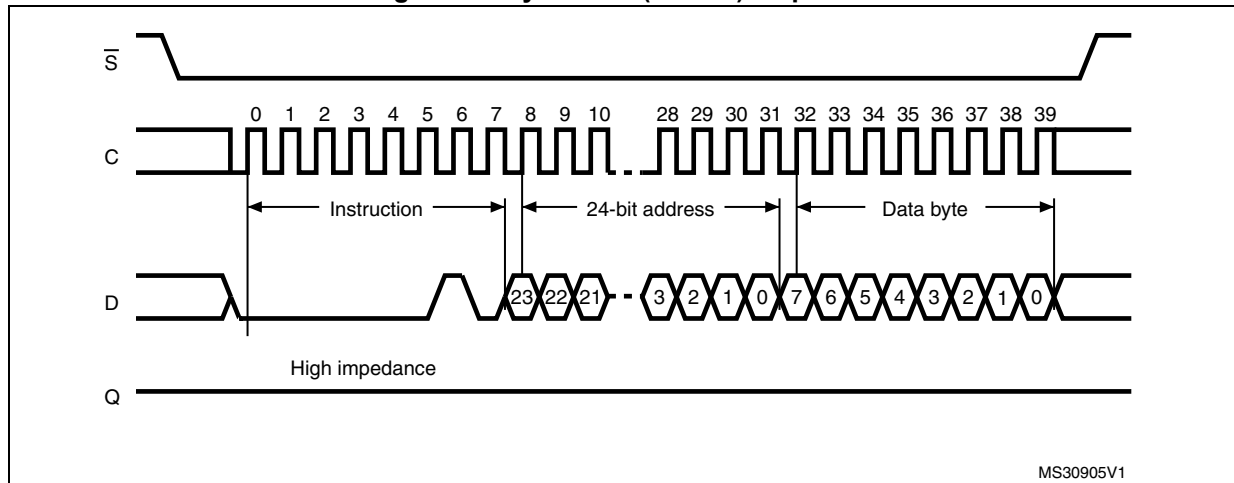 S
0 1 2 3 4 5 6 7 8 9 10 28 29 30 31 32 33 34 35 36 37 38 39
C
Instruction 24-bit address Data byte
D 23 22 21 3 2 1 0 7 6 5 4 3 2 1 0
High impedance
Q
MS30905V1